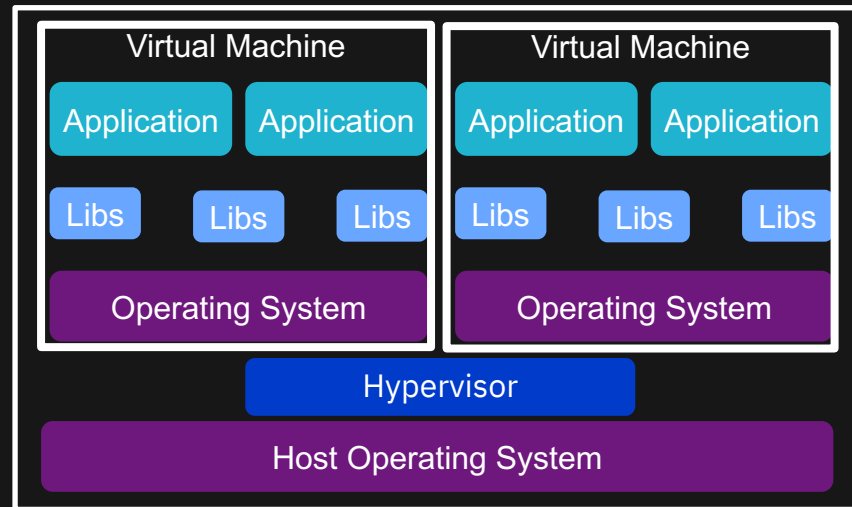 Virtual Machine
Application Application
Libs Libs Libs
Operating System
Virtual Machine
Application Application
Libs Libs Libs
Operating System
Hypervisor
Host Operating System